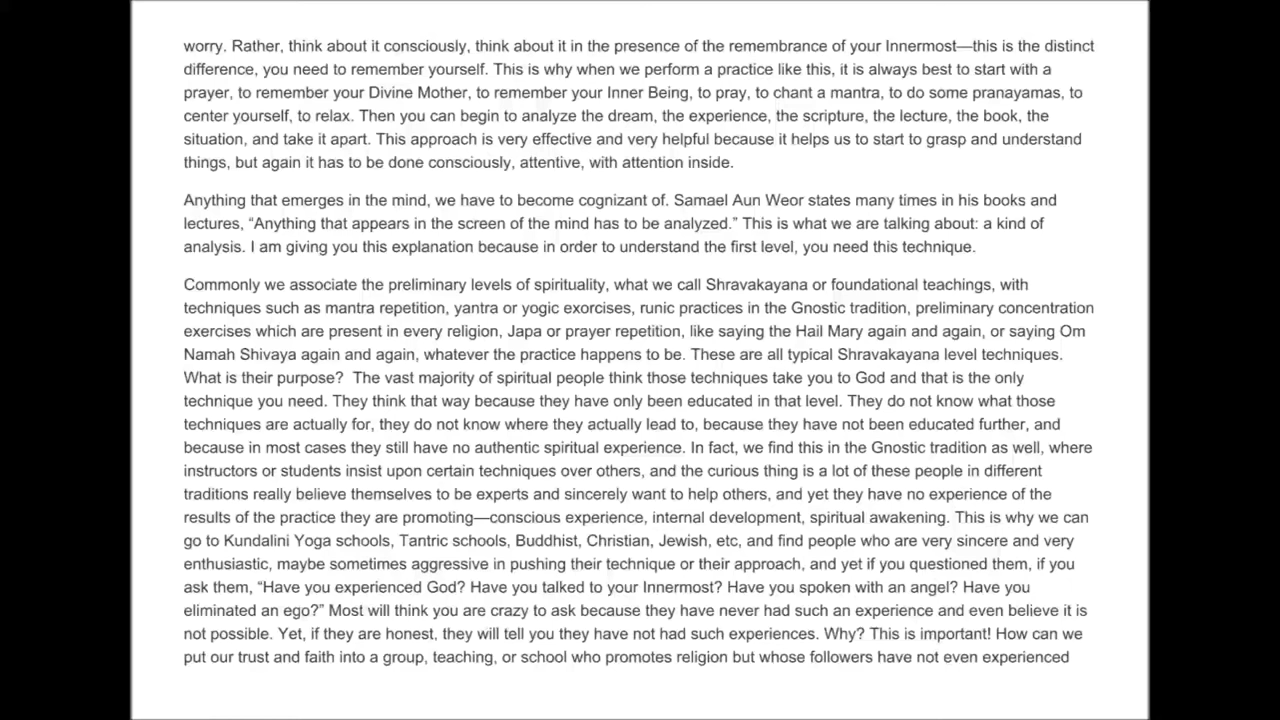 worry. Rather, think about it consciously, think about it in the presence of the remembrance of your Innermost—this is the distinct
difference, you need to remember yourself. This is why when we perform a practice like this, it is always best to start with a
prayer, to remember your Divine Mother, to remember your Inner Being, to pray, to chant a mantra, to do some pranayamas, to
center yourself, to relax. Then you can begin to analyze the dream, the experience, the scripture, the lecture, the book, the
situation, and take it apart. This approach is very effective and very helpful because it helps us to start to grasp and understand
things, but again it has to be done consciously, attentive, with attention inside.
Anything that emerges in the mind, we have to become cognizant of. Samael Aun Weor states many times in his books and
lectures, “Anything that appears in the screen of the mind has to be analyzed.” This is what we are talking about: a kind of
analysis. I am giving you this explanation because in order to understand the first level, you need this technique.
Commonly we associate the preliminary levels of spirituality, what we call Shravakayana or foundational teachings, with
techniques such as mantra repetition, yantra or yogic exorcises, runic practices in the Gnostic tradition, preliminary concentration
exercises which are present in every religion, Japa or prayer repetition, like saying the Hail Mary again and again, or saying Om
Namah Shivaya again and again, whatever the practice happens to be. These are all typical Shravakayana level techniques.
What is their purpose?  The vast majority of spiritual people think those techniques take you to God and that is the only
technique you need. They think that way because they have only been educated in that level. They do not know what those
techniques are actually for, they do not know where they actually lead to, because they have not been educated further, and
because in most cases they still have no authentic spiritual experience. In fact, we find this in the Gnostic tradition as well, where
instructors or students insist upon certain techniques over others, and the curious thing is a lot of these people in different
traditions really believe themselves to be experts and sincerely want to help others, and yet they have no experience of the
results of the practice they are promoting—conscious experience, internal development, spiritual awakening. This is why we can
go to Kundalini Yoga schools, Tantric schools, Buddhist, Christian, Jewish, etc, and find people who are very sincere and very
enthusiastic, maybe sometimes aggressive in pushing their technique or their approach, and yet if you questioned them, if you
ask them, “Have you experienced God? Have you talked to your Innermost? Have you spoken with an angel? Have you
eliminated an ego?” Most will think you are crazy to ask because they have never had such an experience and even believe it is
not possible. Yet, if they are honest, they will tell you they have not had such experiences. Why? This is important! How can we
put our trust and faith into a group, teaching, or school who promotes religion but whose followers have not even experienced